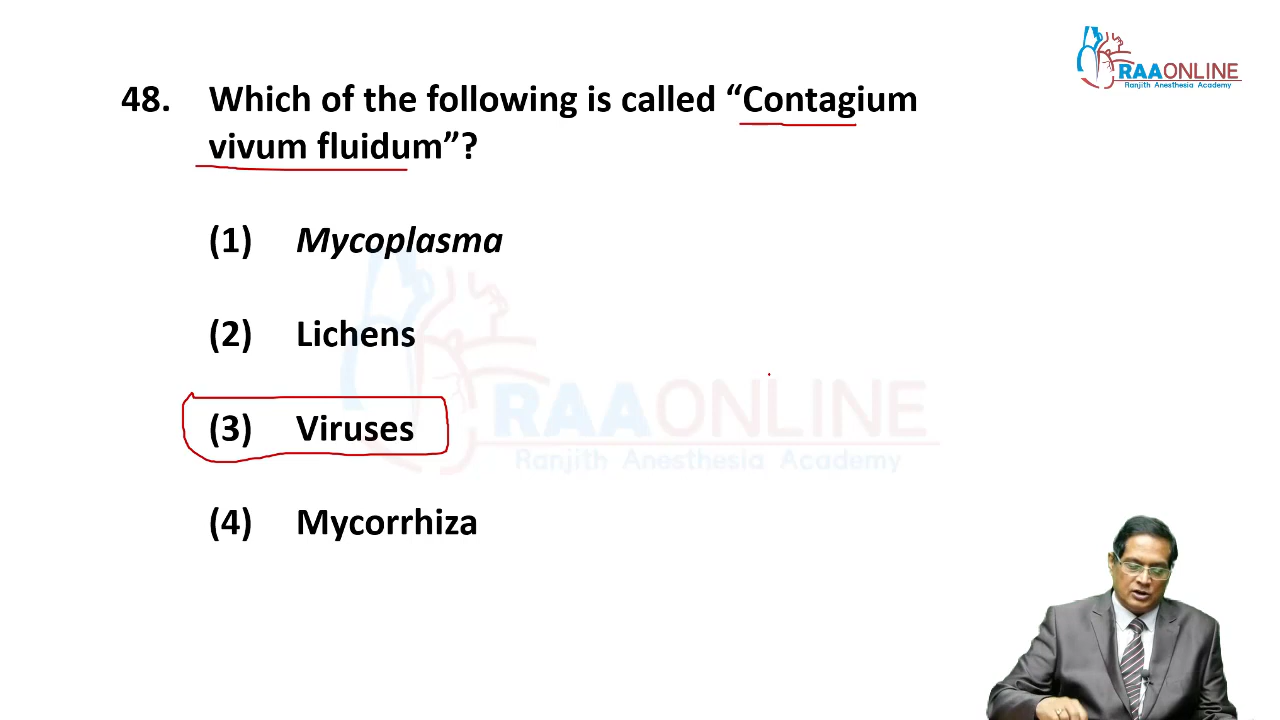 RAAONLINE
Ranjith Anesthesia Academy
48. Which of the following is called “Contagium
vivum fluidum”?
(1) Mycoplasma
(2) Lichens
(3) Viruses
RAAONLINE
Ranjith Anesthesia Academy
(4) Mycorrhiza